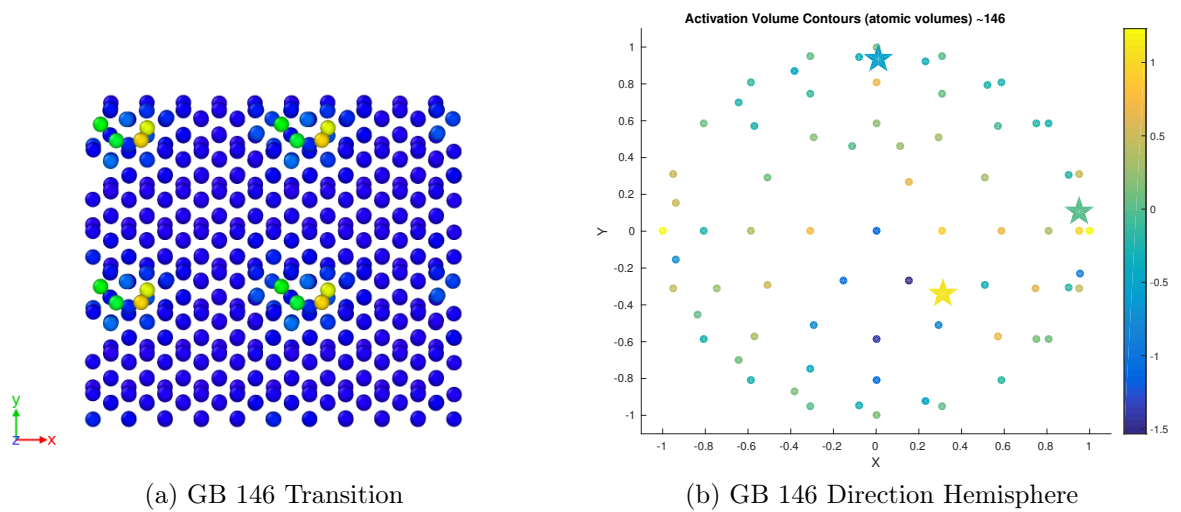 y
z
x
Activation Volume Contours (atomic volumes) ~146
1
0.8
0.6
0.4
0.2
0
-0.2
-0.4
-0.6
-0.8
-1
Y
-1 -0.8 -0.6 -0.4 -0.2 0 0.2 0.4 0.6 0.8 1
X
1
0.5
0
-0.5
-1
-1.5
(a) GB 146 Transition
(b) GB 146 Direction Hemisphere